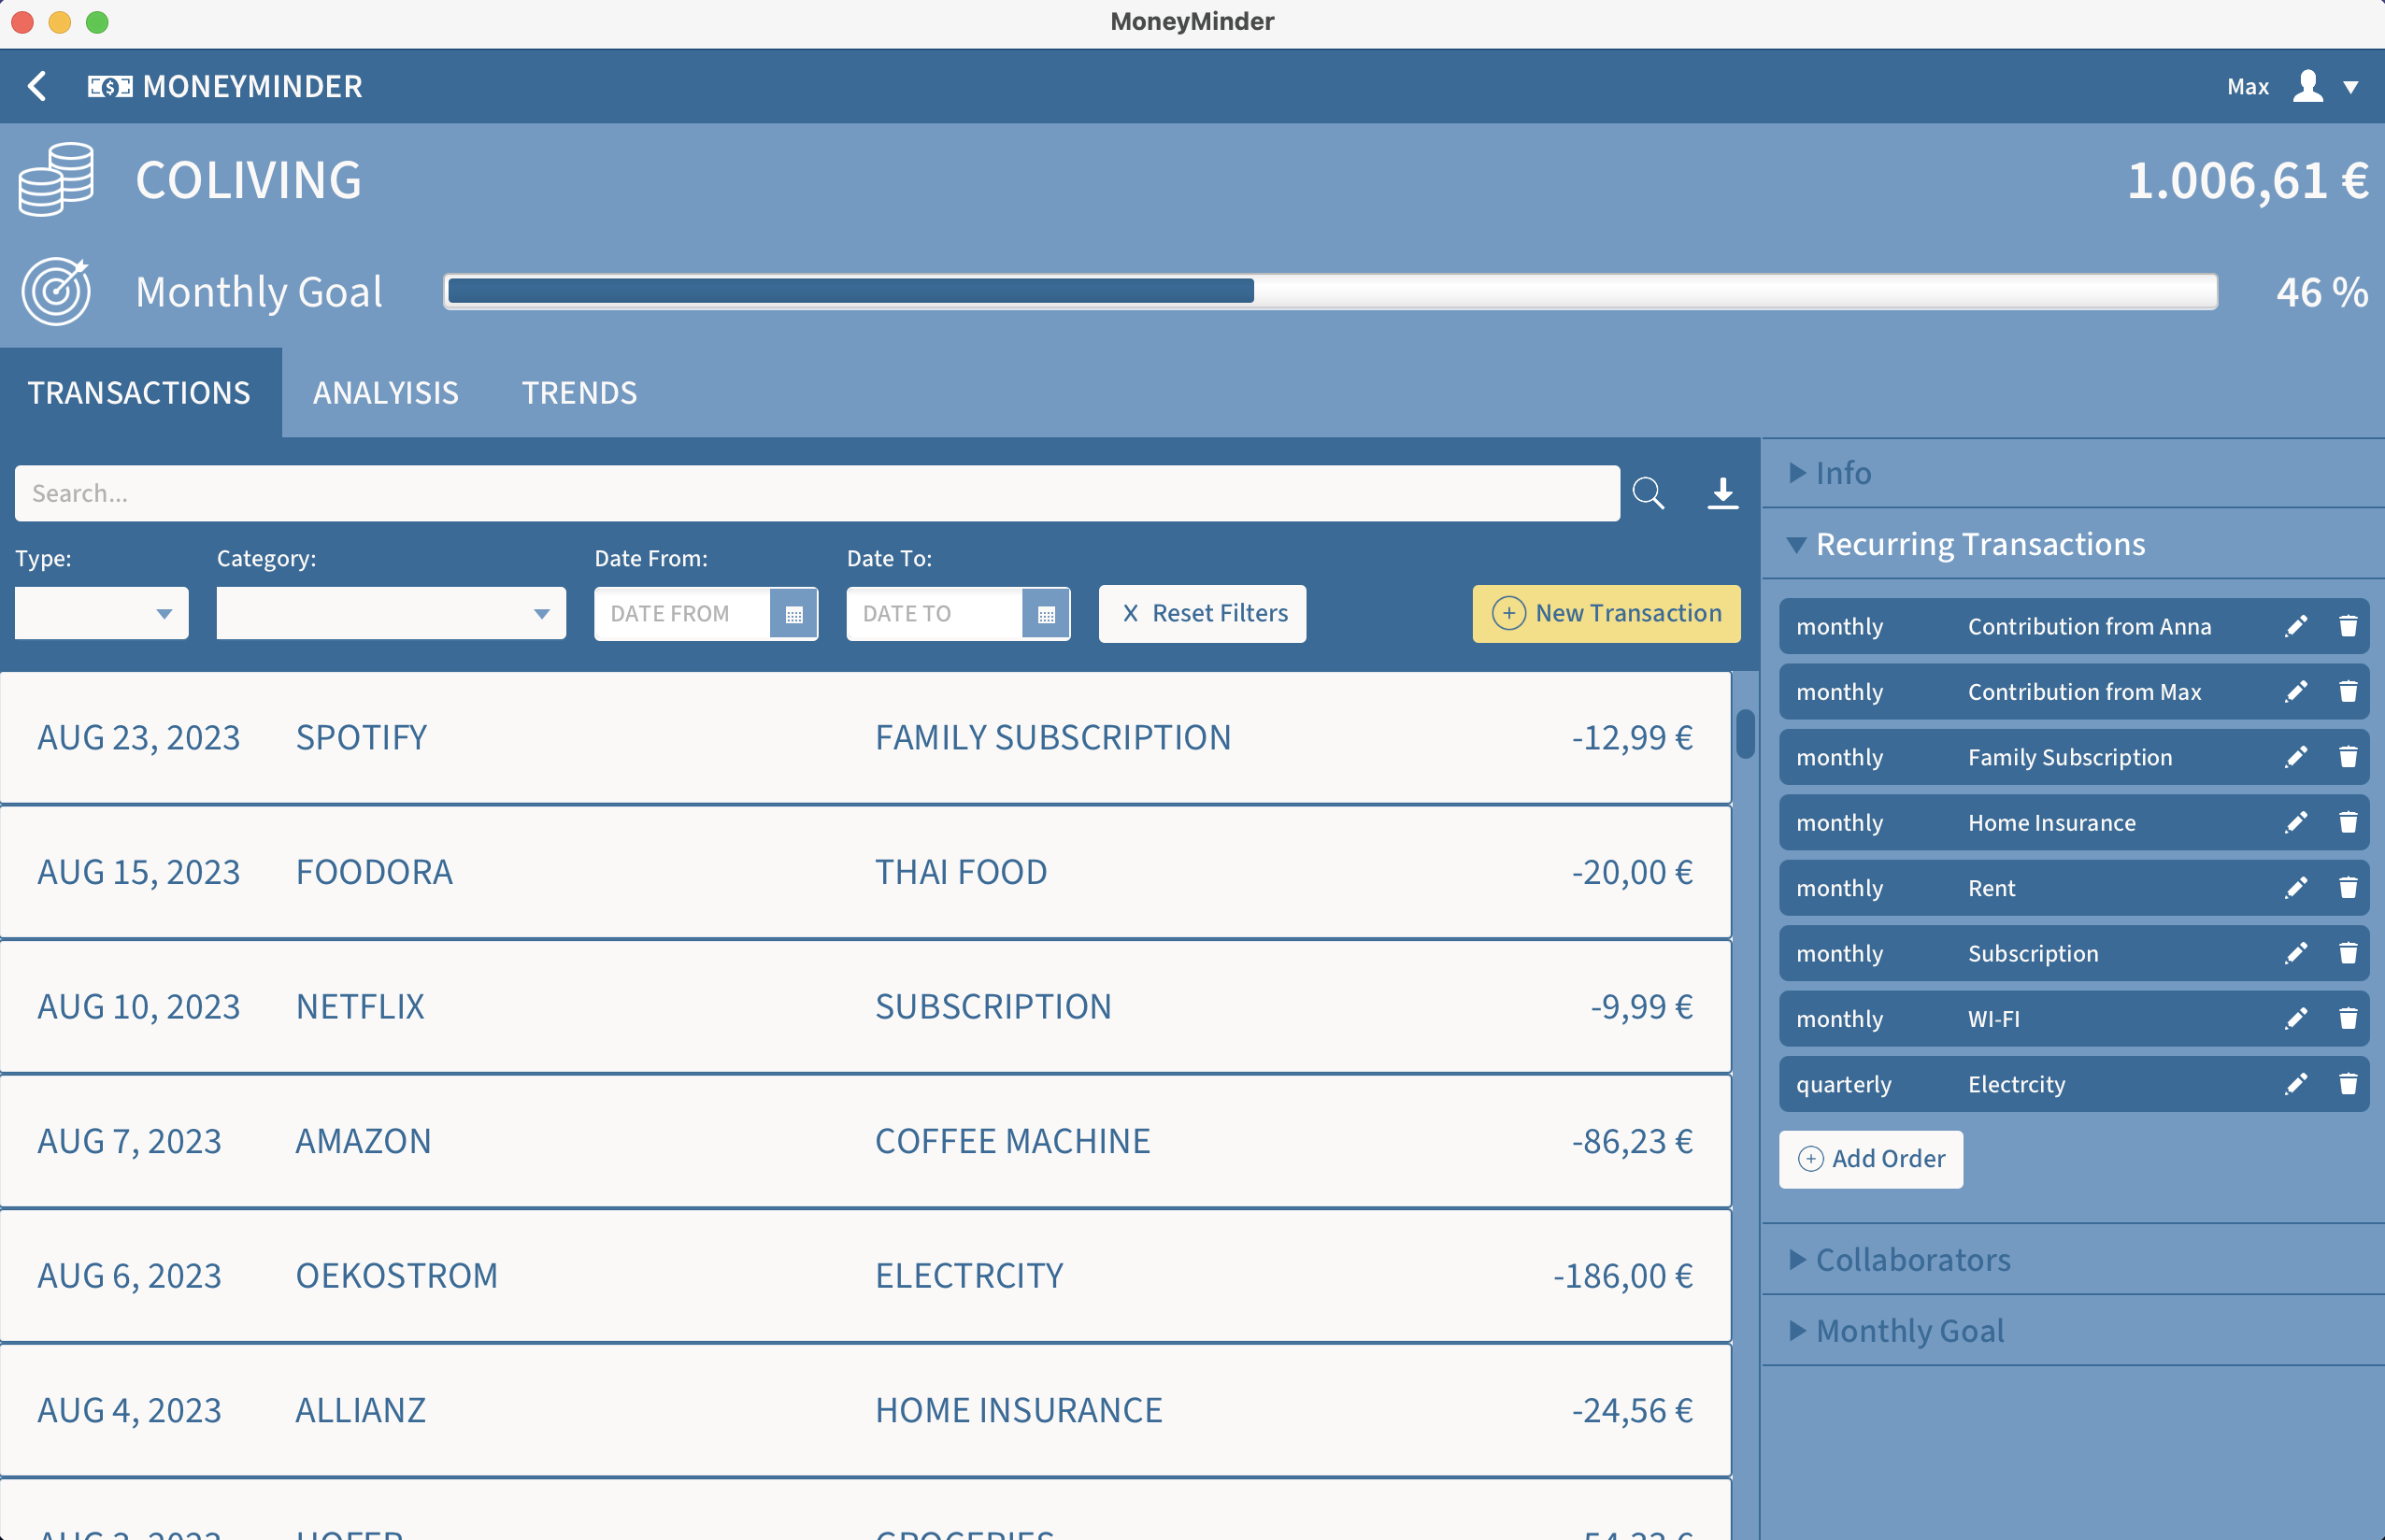 MoneyMinder
MONEYMINDER
Max
COLIVING
1.006,61 €
Monthly Goal
46 %
TRANSACTIONS ANALYISIS TRENDS
Search...
Type: Category: Date From: Date To:
DATE FROM DATE TO X Reset Filters + New Transaction
AUG 23, 2023 SPOTIFY FAMILY SUBSCRIPTION -12,99 €
AUG 15, 2023 FOODORA THAI FOOD -20,00 €
AUG 10, 2023 NETFLIX SUBSCRIPTION -9,99 €
AUG 7, 2023 AMAZON COFFEE MACHINE -86,23 €
AUG 6, 2023 OEKOSTROM ELECTRCITY -186,00 €
AUG 4, 2023 ALLIANZ HOME INSURANCE -24,56 €
HOFER GROCERIES
Info
Recurring Transactions
monthly Contribution from Anna
monthly Contribution from Max
monthly Family Subscription
monthly Home Insurance
monthly Rent
monthly Subscription
monthly WI-FI
quarterly Electrcity
+ Add Order
Collaborators
Monthly Goal